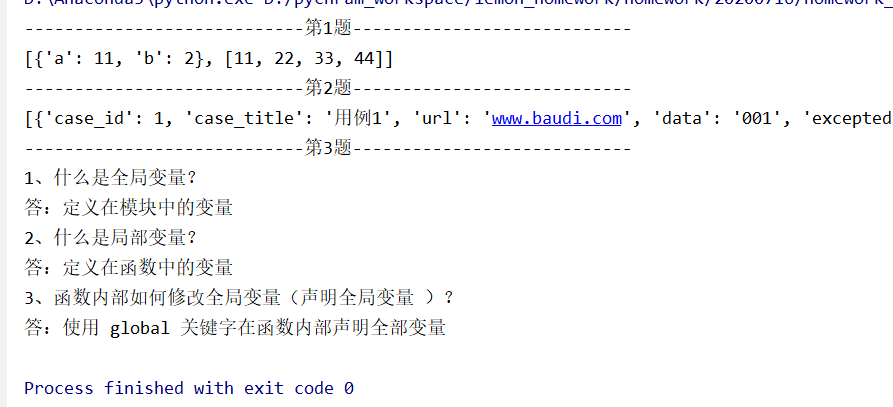 D:\Anaconda3\python.exe D:/pychram_workspace/lemon_homework/homework/20200716/homework_
----------------------------第1题----------------------------
[{'a': 11, 'b': 2}, [11, 22, 33, 44]]
----------------------------第2题----------------------------
[{'case_id': 1, 'case_title': '用例1', 'url': 'www.baudi.com', 'data': '001', 'excepted
----------------------------第3题----------------------------
1、什么是全局变量？
答：定义在模块中的变量
2、什么是局部变量？
答：定义在函数中的变量
3、函数内部如何修改全局变量（声明全局变量 ）？
答：使用 global 关键字在函数内部声明全部变量
Process finished with exit code 0